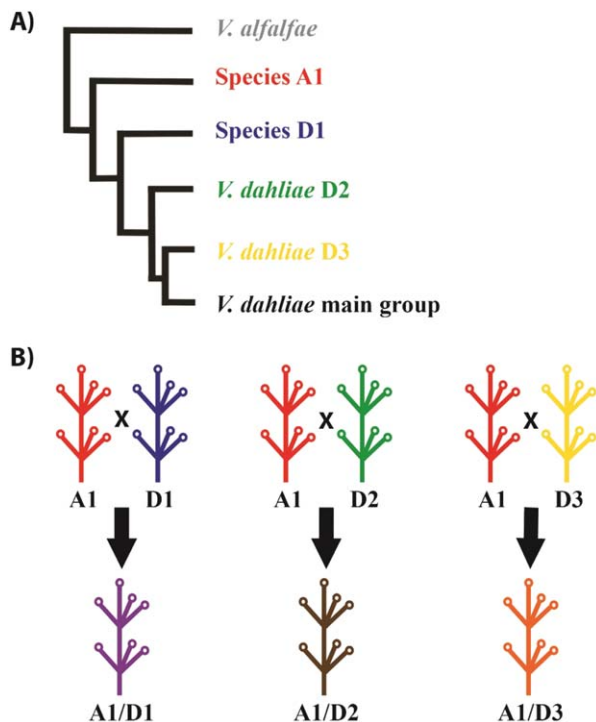 A)
V. alfalfae
Species A1
Species D1
V. dahliae D2
V. dahliae D3
V. dahliae main group
B)
X X X
A1 D1 A1 D2 A1 D3
A1/D1 A1/D2 A1/D3